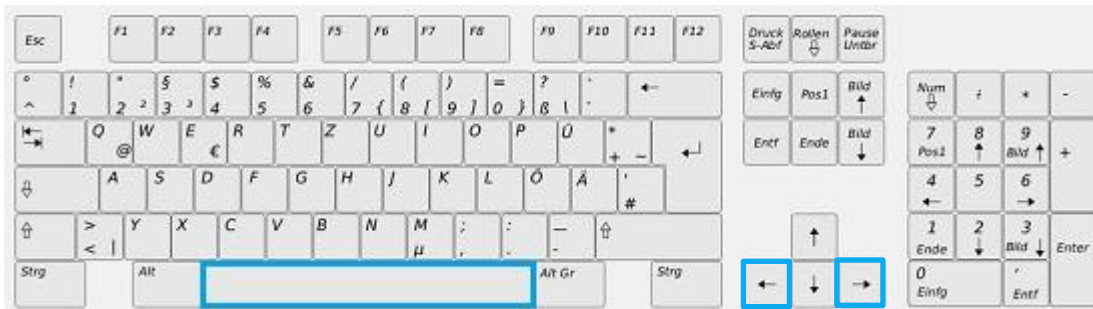 Esc F1 F2 F3 F4 F5 F6 F7 F8 F9 F10 F11 F12 Druck S-Abf Rollen ⇩ Pause Untbr
° ^ ! 1 " 2 ² § 3 ³ $ 4 % 5 & 6 / 7 { ( 8 [ ) 9 ] = 0 } ? ß \ ` ´ ← Einfg Pos1 Bild ↑ Num ⇩ ÷ * -
Q @ W E € R T Z U I O P Ü * + ~ ↵ Entf Ende Bild ↓ 7 Pos1 8 ↑ 9 Bild ↑ +
⇩ A S D F G H J K L Ö Ä ' # 4 ← 5 6 →
⇧ > < | Y X C V B N M µ ; , : . _ - ⇧ ↑ 1 Ende 2 ↓ 3 Bild ↓ Enter
Strg Alt Alt Gr Strg ← ↓ → 0 Einfg , Entf